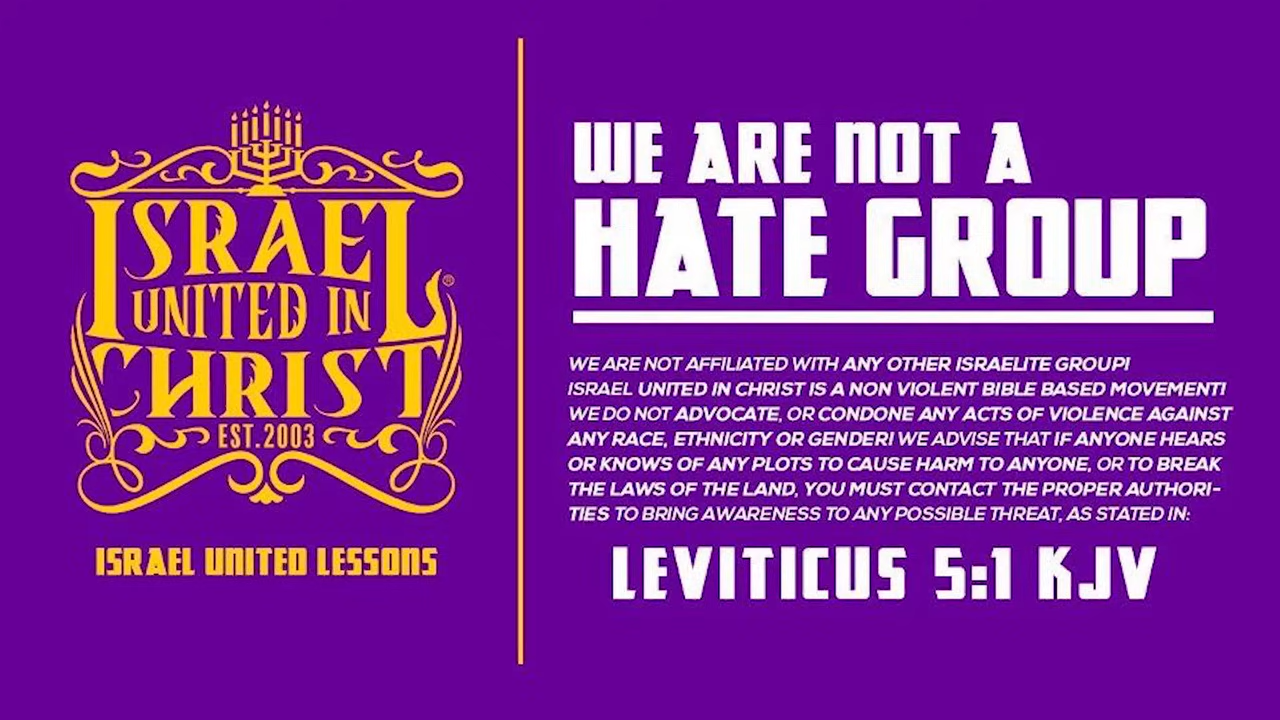 ISRAEL
UNITED IN
CHRIST
®
EST.2003
ISRAEL UNITED LESSONS
WE ARE NOT A
HATE GROUP
WE ARE NOT AFFILIATED WITH ANY OTHER ISRAELITE GROUP!
ISRAEL UNITED IN CHRIST IS A NON VIOLENT BIBLE BASED MOVEMENT!
WE DO NOT ADVOCATE, OR CONDONE ANY ACTS OF VIOLENCE AGAINST
ANY RACE, ETHNICITY OR GENDER! WE ADVISE THAT IF ANYONE HEARS
OR KNOWS OF ANY PLOTS TO CAUSE HARM TO ANYONE, OR TO BREAK
THE LAWS OF THE LAND, YOU MUST CONTACT THE PROPER AUTHORI-
TIES TO BRING AWARENESS TO ANY POSSIBLE THREAT, AS STATED IN:
LEVITICUS 5:1 KJV